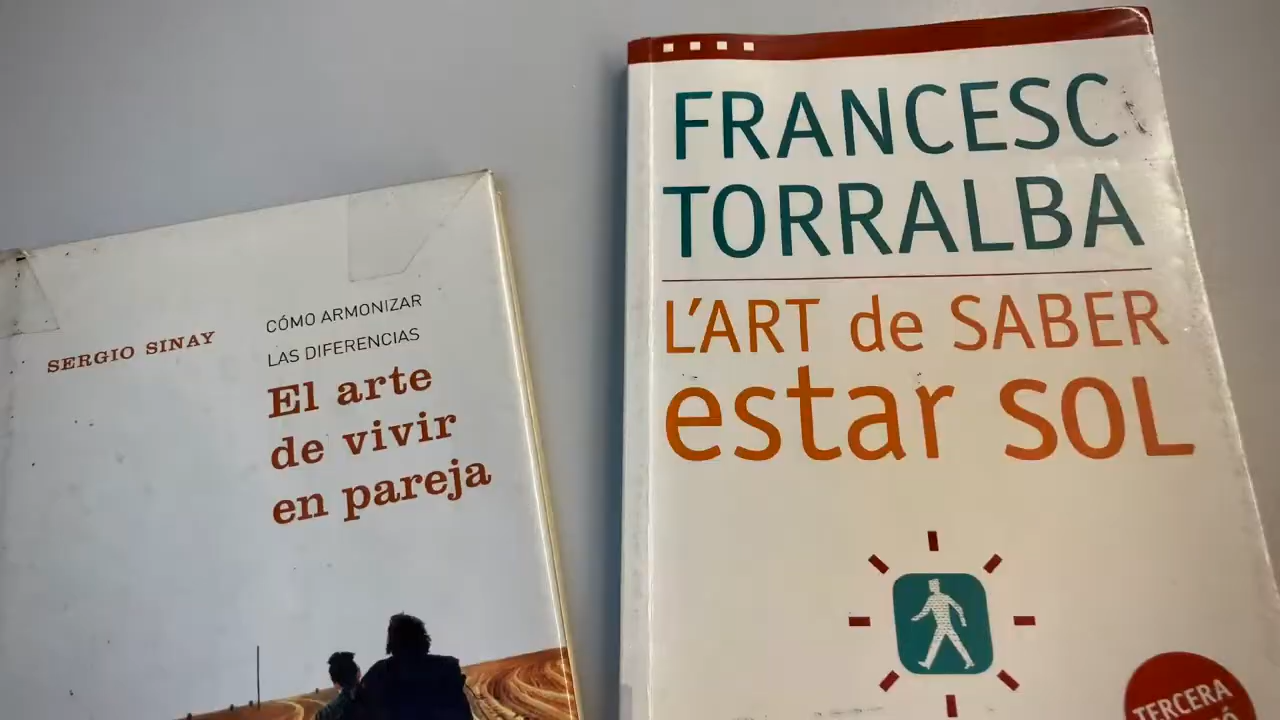 SERGIO SINAY
CÓMO ARMONIZAR
LAS DIFERENCIAS
El arte
de vivir
en pareja
FRANCESC
TORRALBA
L'ART de SABER
estar SOL
TERCERA